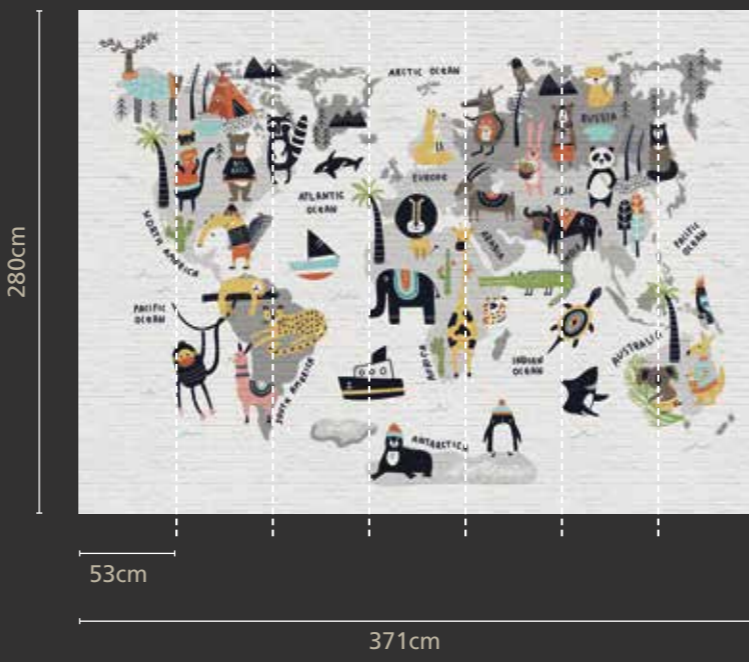 ARCTIC OCEAN
RUSSIA
EUROPE
ASIA
ATLANTIC
OCEAN
NORTH AMERICA
PACIFIC
OCEAN
ARABIA
PACIFIC
OCEAN
AFRICA
INDIAN
OCEAN
AUSTRALIA
SOUTH AMERICA
ANTARCTICA
280cm
53cm
371cm